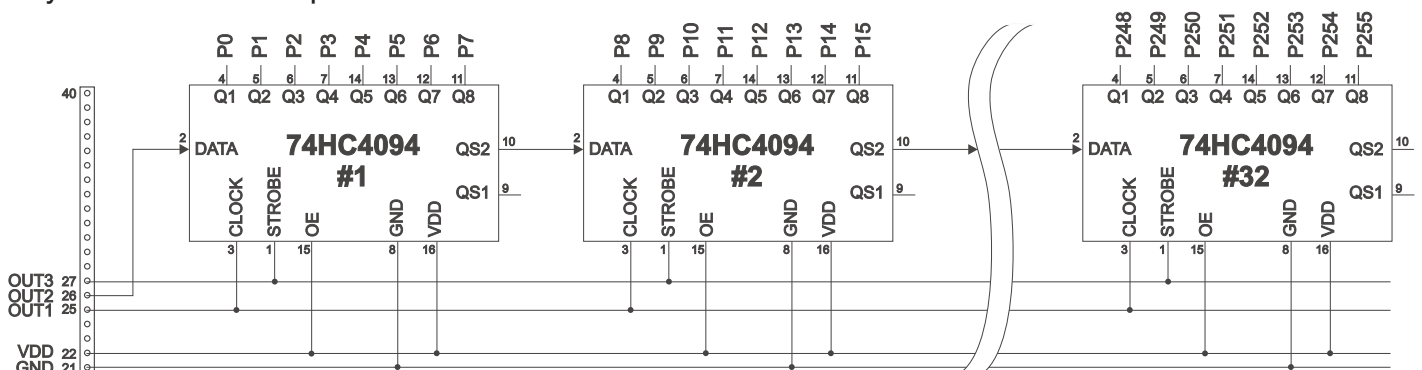 P0 P1 P2 P3 P4 P5 P6 P7 P8 P9 P10 P11 P12 P13 P14 P15 P248 P249 P250 P251 P252 P253 P254 P255
4 5 6 7 14 13 12 11 4 5 6 7 14 13 12 11 4 5 6 7 14 13 12 11
40 Q1 Q2 Q3 Q4 Q5 Q6 Q7 Q8 Q1 Q2 Q3 Q4 Q5 Q6 Q7 Q8 Q1 Q2 Q3 Q4 Q5 Q6 Q7 Q8
2 DATA 74HC4094 QS2 10 2 DATA 74HC4094 QS2 10 2 DATA 74HC4094 QS2 10
#1 QS1 9 #2 QS1 9 #32 QS1 9
CLOCK STROBE OE GND VDD CLOCK STROBE OE GND VDD CLOCK STROBE OE GND VDD
3 1 15 8 16 3 1 15 8 16 3 1 15 8 16
OUT3 27
OUT2 26
OUT1 25
VDD 22
GND 21